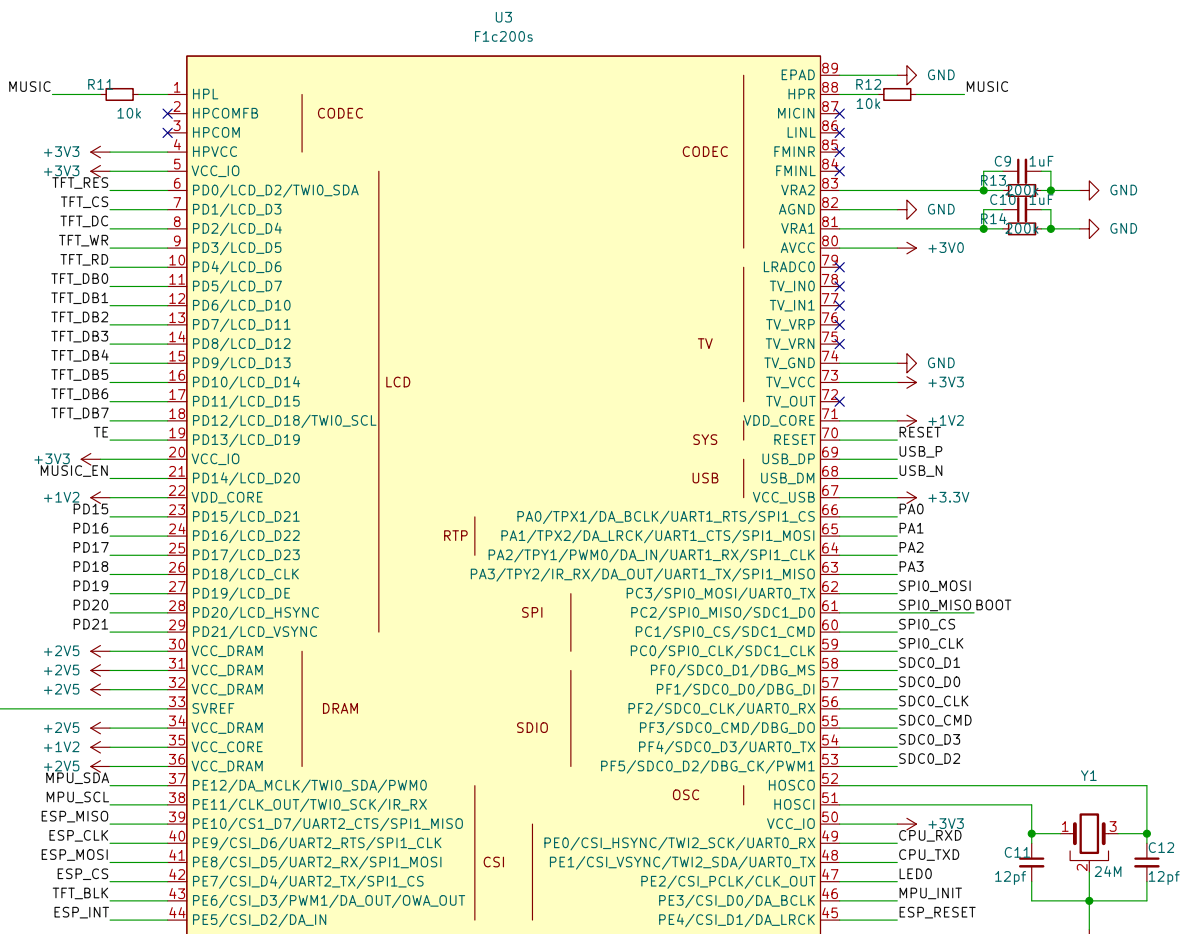 U3
F1c200s
MUSIC R11 10k 1 HPL
2 HPCOMFB
3 HPCOM
CODEC
+3V3 4 HPVCC
+3V3 5 VCC_IO
TFT_RES 6 PD0/LCD_D2/TWI0_SDA
TFT_CS 7 PD1/LCD_D3
TFT_DC 8 PD2/LCD_D4
TFT_WR 9 PD3/LCD_D5
TFT_RD 10 PD4/LCD_D6
TFT_DB0 11 PD5/LCD_D7
TFT_DB1 12 PD6/LCD_D10
TFT_DB2 13 PD7/LCD_D11
TFT_DB3 14 PD8/LCD_D12
TFT_DB4 15 PD9/LCD_D13
TFT_DB5 16 PD10/LCD_D14
LCD
TFT_DB6 17 PD11/LCD_D15
TFT_DB7 18 PD12/LCD_D18/TWI0_SCL
TE 19 PD13/LCD_D19
+3V3 20 VCC_IO
MUSIC_EN 21 PD14/LCD_D20
+1V2 22 VDD_CORE
PD15 23 PD15/LCD_D21
PD16 24 PD16/LCD_D22
PD17 25 PD17/LCD_D23
PD18 26 PD18/LCD_CLK
PD19 27 PD19/LCD_DE
PD20 28 PD20/LCD_HSYNC
PD21 29 PD21/LCD_VSYNC
+2V5 30 VCC_DRAM
+2V5 31 VCC_DRAM
+2V5 32 VCC_DRAM
33 SVREF
DRAM
+2V5 34 VCC_DRAM
+1V2 35 VCC_CORE
+2V5 36 VCC_DRAM
MPU_SDA 37 PE12/DA_MCLK/TWI0_SDA/PWM0
MPU_SCL 38 PE11/CLK_OUT/TWI0_SCK/IR_RX
ESP_MISO 39 PE10/CS1_D7/UART2_CTS/SPI1_MISO
ESP_CLK 40 PE9/CSI_D6/UART2_RTS/SPI1_CLK
ESP_MOSI 41 PE8/CSI_D5/UART2_RX/SPI1_MOSI
CSI
ESP_CS 42 PE7/CSI_D4/UART2_TX/SPI1_CS
TFT_BLK 43 PE6/CSI_D3/PWM1/DA_OUT/OWA_OUT
ESP_INT 44 PE5/CSI_D2/DA_IN
EPAD 89 GND
HPR 88 R12 10k MUSIC
MICIN 87
LINL 86
CODEC
FMINR 85
FMINL 84
C9 1uF
VRA2 83 R13 200k GND
AGND 82 GND
C10 1uF
VRA1 81 R14 200k GND
AVCC 80 +3V0
LRADC0 79
TV_IN0 78
TV_IN1 77
TV_VRP 76
TV
TV_VRN 75
TV_GND 74 GND
TV_VCC 73 +3V3
TV_OUT 72
VDD_CORE 71 +1V2
SYS
RESET 70 RESET
USB_DP 69 USB_P
USB
USB_DM 68 USB_N
VCC_USB 67 +3.3V
PA0/TPX1/DA_BCLK/UART1_RTS/SPI1_CS 66 PA0
RTP
PA1/TPX2/DA_LRCK/UART1_CTS/SPI1_MOSI 65 PA1
PA2/TPY1/PWM0/DA_IN/UART1_RX/SPI1_CLK 64 PA2
PA3/TPY2/IR_RX/DA_OUT/UART1_TX/SPI1_MISO 63 PA3
PC3/SPI0_MOSI/UART0_TX 62 SPI0_MOSI
SPI
PC2/SPI0_MISO/SDC1_D0 61 SPI0_MISO BOOT
PC1/SPI0_CS/SDC1_CMD 60 SPI0_CS
PC0/SPI0_CLK/SDC1_CLK 59 SPI0_CLK
PF0/SDC0_D1/DBG_MS 58 SDC0_D1
PF1/SDC0_D0/DBG_DI 57 SDC0_D0
PF2/SDC0_CLK/UART0_RX 56 SDC0_CLK
SDIO
PF3/SDC0_CMD/DBG_DO 55 SDC0_CMD
PF4/SDC0_D3/UART0_TX 54 SDC0_D3
PF5/SDC0_D2/DBG_CK/PWM1 53 SDC0_D2
HOSCO 52
OSC
HOSCI 51
VCC_IO 50 +3V3
PE0/CSI_HSYNC/TWI2_SCK/UART0_RX 49 CPU_RXD
PE1/CSI_VSYNC/TWI2_SDA/UART0_TX 48 CPU_TXD
PE2/CSI_PCLK/CLK_OUT 47 LED0
PE3/CSI_D0/DA_BCLK 46 MPU_INIT
PE4/CSI_D1/DA_LRCK 45 ESP_RESET
Y1
1 3
2
24M
C11
12pf
C12
12pf